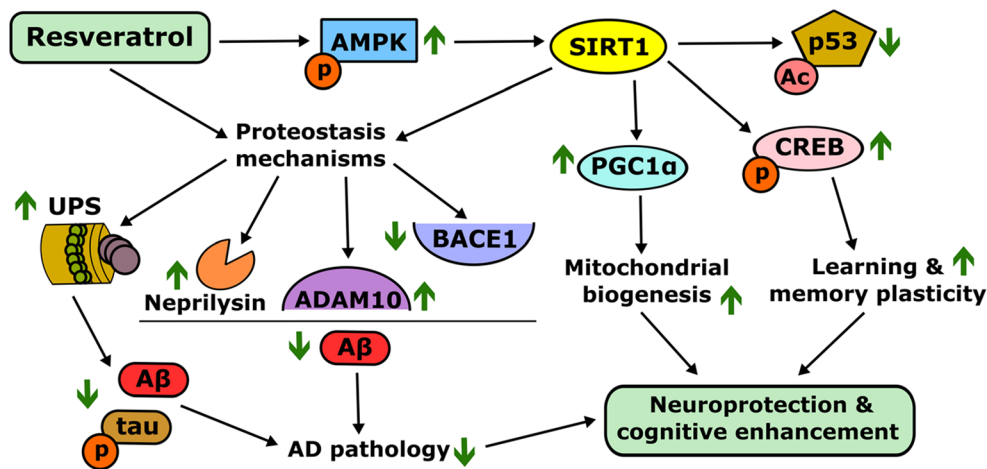 Resveratrol
AMPK
p
SIRT1
p53
Ac
Proteostasis
mechanisms
PGC1α
CREB
p
UPS
Neprilysin
ADAM10
BACE1
Mitochondrial
biogenesis
Learning &
memory plasticity
Aβ
Aβ
tau
p
AD pathology
Neuroprotection &
cognitive enhancement